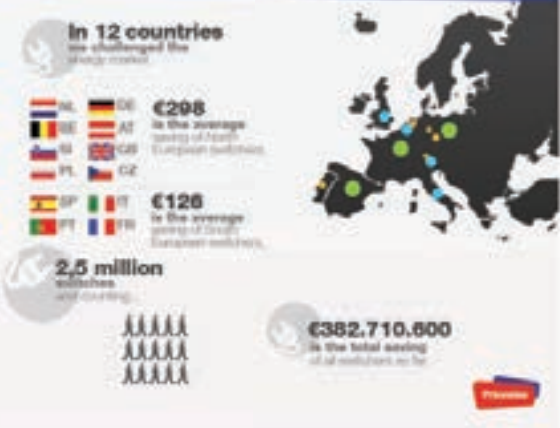 In 12 countries
we challenged the
energy market
NL
DE
€298
is the average
saving of North
European switchers.
BE
AT
SI
GB
PL
CZ
SP
IT
€126
is the average
saving of South
European switchers.
PT
FR
2,5 million
switches
and counting...
€382.710.600
is the total saving
of all switchers so far